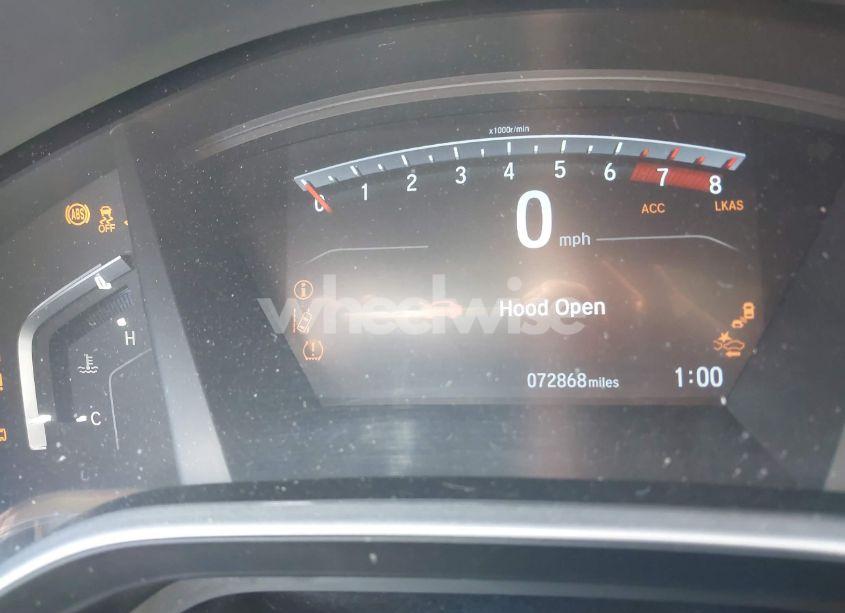 x1000r/min
0 1 2 3 4 5 6 7 8
ABS
OFF
ACC LKAS
0 mph
wheelwise
Hood Open
H
C
072868 miles
1:00